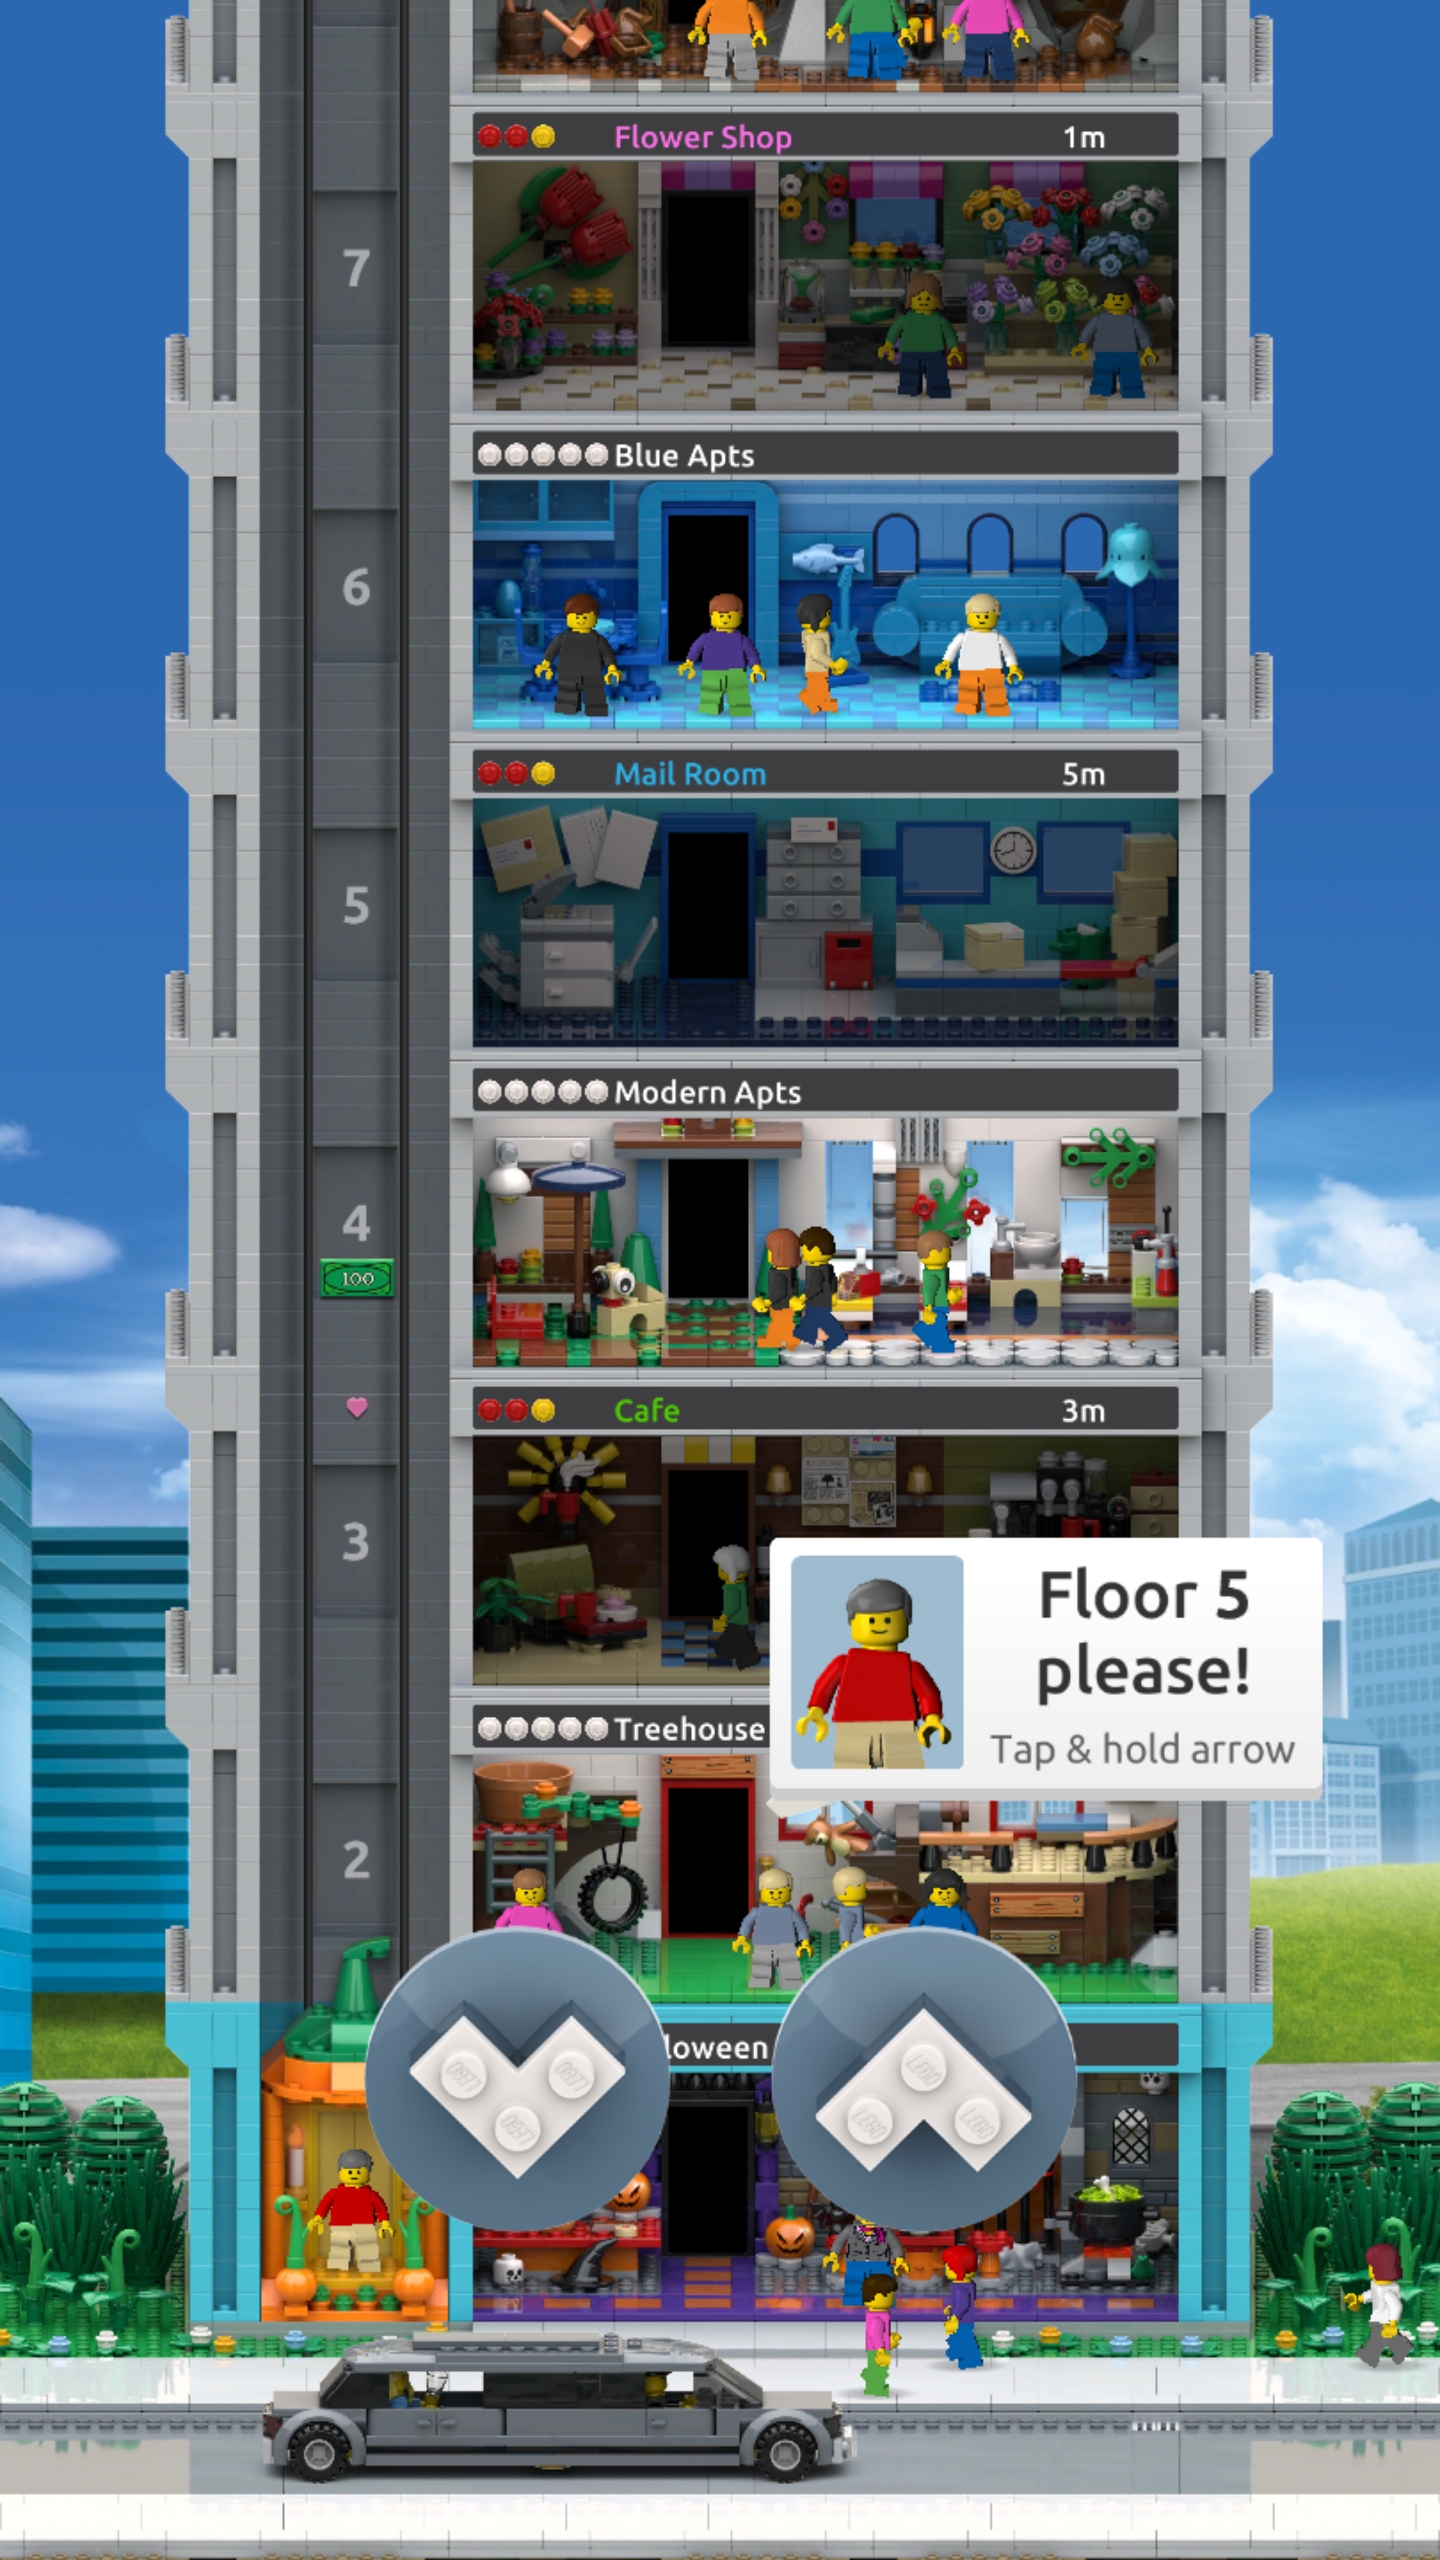 Flower Shop 1m
7
Blue Apts
6
Mail Room 5m
5
Modern Apts
4
100
Cafe 3m
3
Floor 5
please!
Tap & hold arrow
Treehouse
2
loween